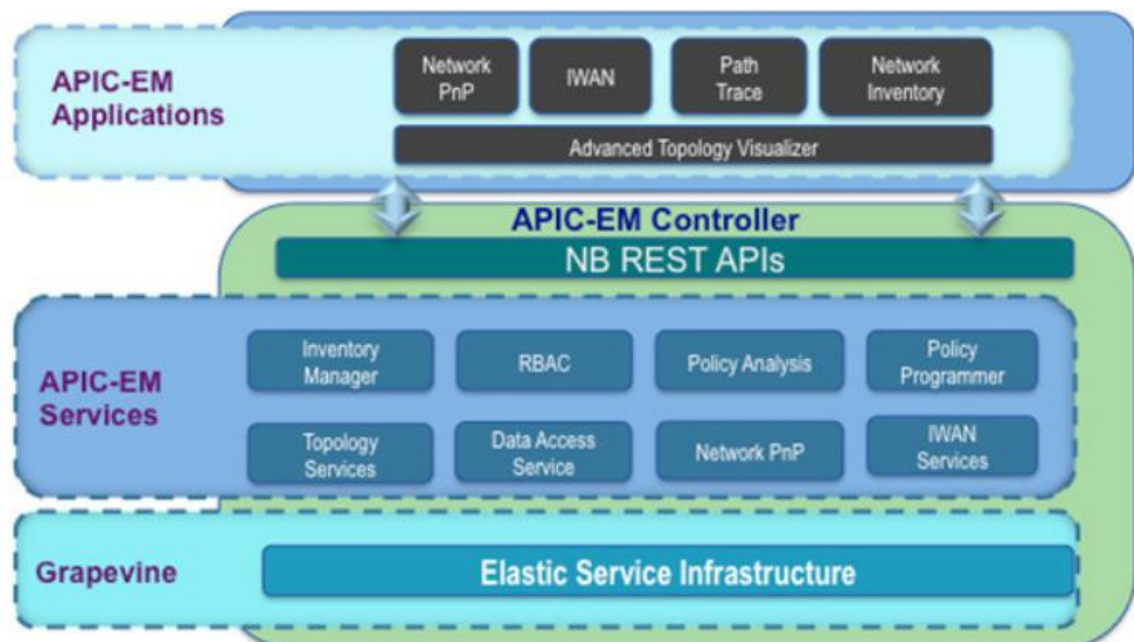 APIC-EM
Applications
Network
PnP
IWAN
Path
Trace
Network
Inventory
Advanced Topology Visualizer
APIC-EM Controller
NB REST APIs
APIC-EM
Services
Inventory
Manager
RBAC
Policy Analysis
Policy
Programmer
Topology
Services
Data Access
Service
Network PnP
IWAN
Services
Grapevine
Elastic Service Infrastructure